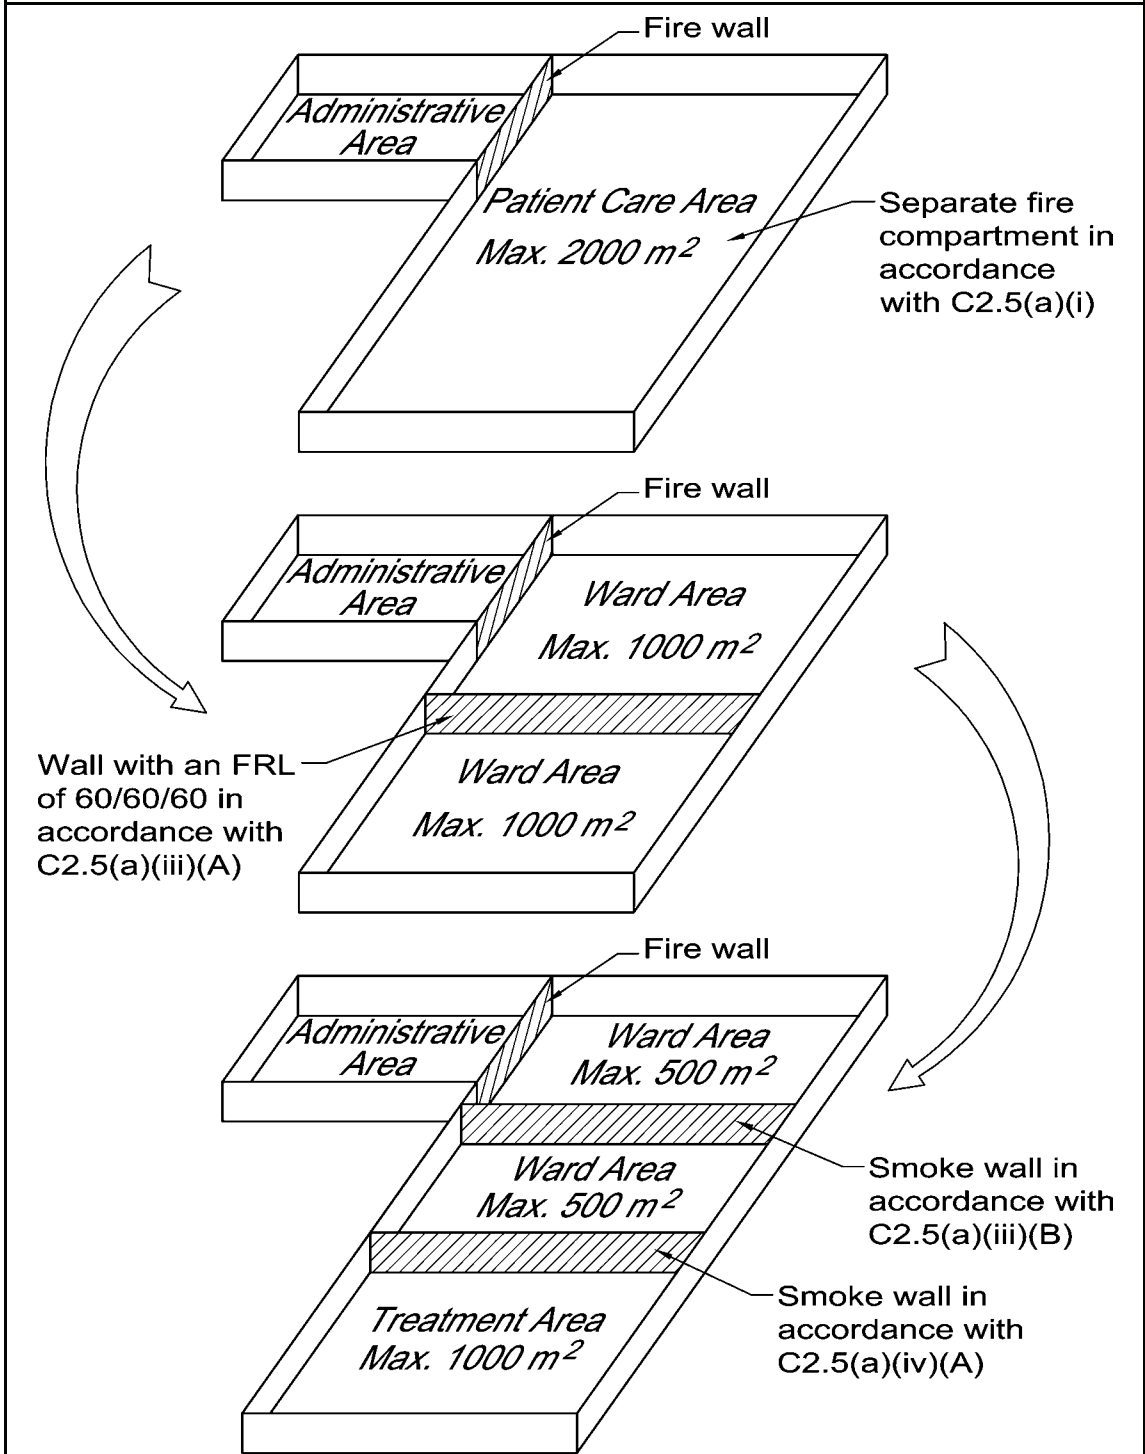 Fire wall
Administrative
Area
Patient Care Area
Max. 2000 m²
Separate fire
compartment in
accordance
with C2.5(a)(i)
Fire wall
Administrative
Area
Ward Area
Max. 1000 m²
Wall with an FRL
of 60/60/60 in
accordance with
C2.5(a)(iii)(A)
Ward Area
Max. 1000 m²
Fire wall
Administrative
Area
Ward Area
Max. 500 m²
Ward Area
Max. 500 m²
Smoke wall in
accordance with
C2.5(a)(iii)(B)
Treatment Area
Max. 1000 m²
Smoke wall in
accordance with
C2.5(a)(iv)(A)